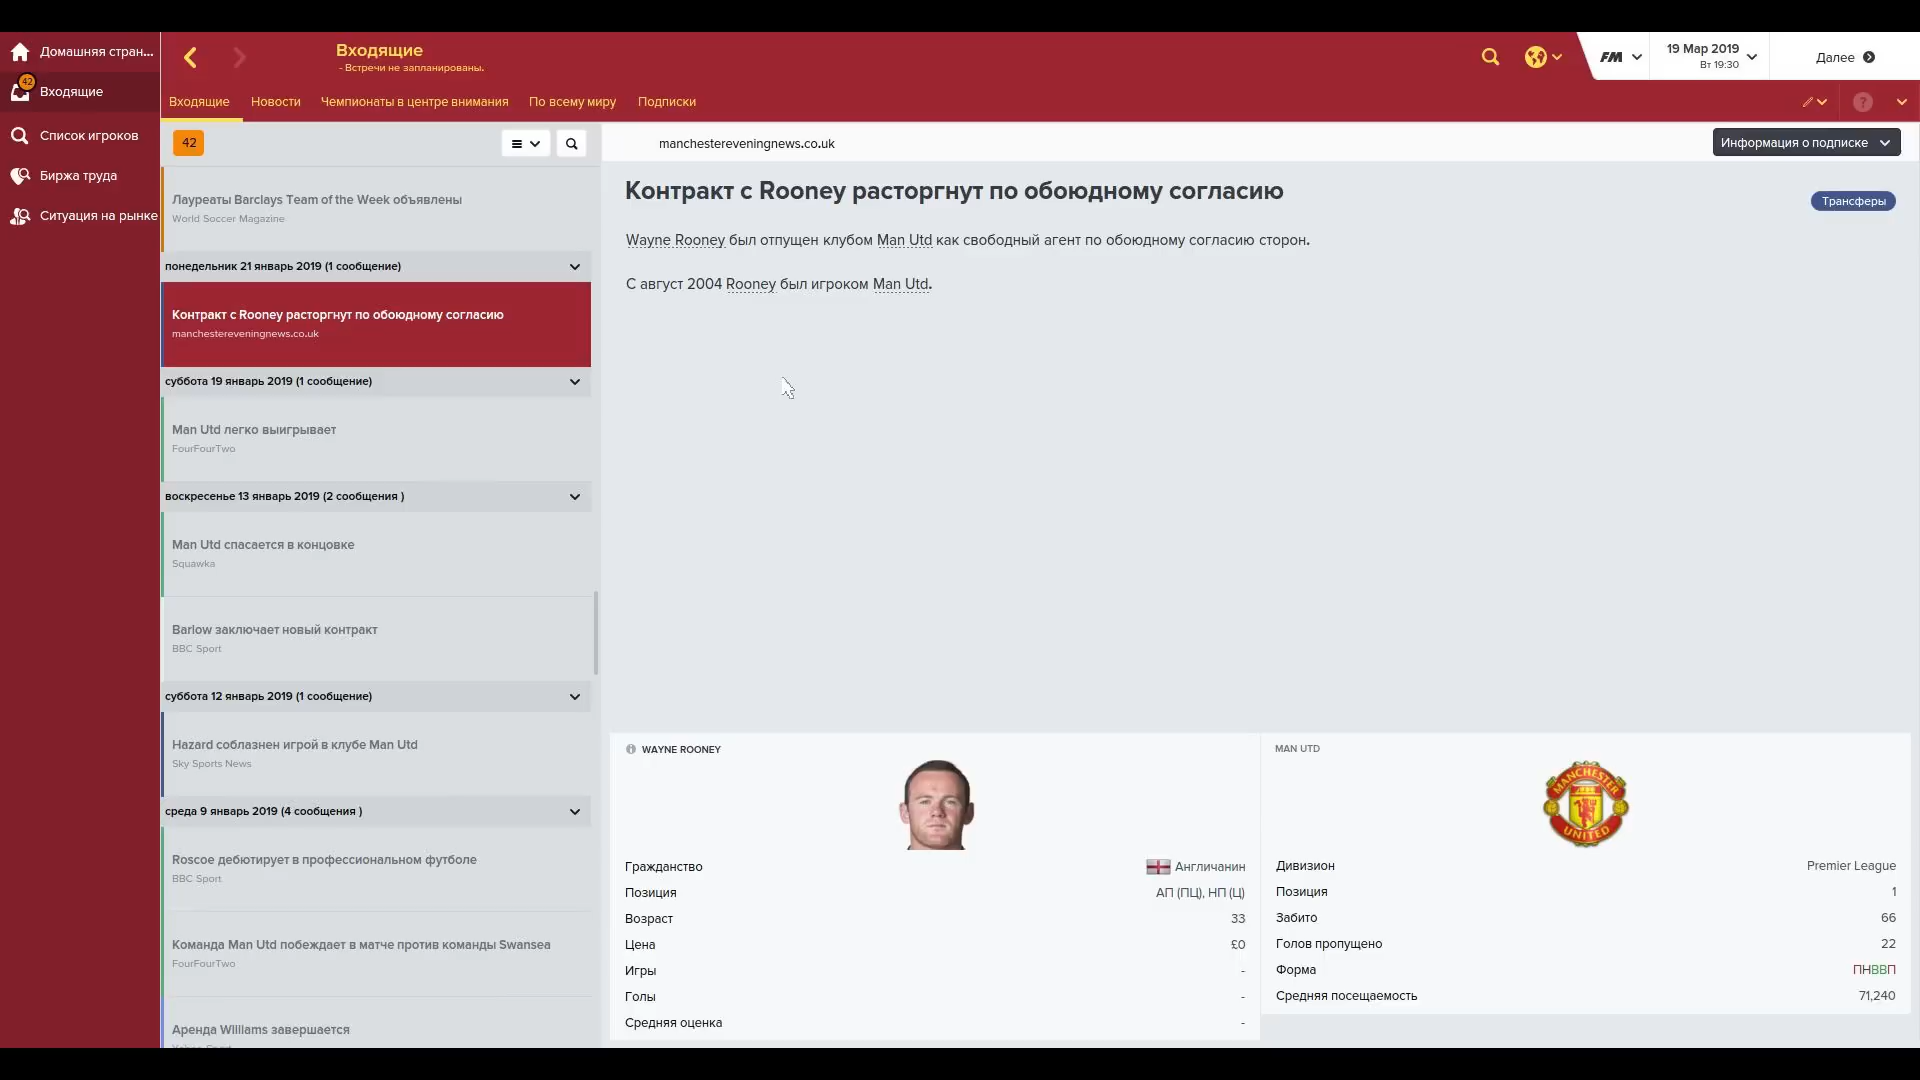 Домашняя стран...
42
Входящие
Список игроков
Биржа труда
Ситуация на рынке
Входящие
- Встречи не запланированы.
FM
19 Мар 2019
Вт 19:30
Далее
Входящие
Новости
Чемпионаты в центре внимания
По всему миру
Подписки
?
42
Лауреаты Barclays Team of the Week объявлены
World Soccer Magazine
понедельник 21 январь 2019 (1 сообщение)
Контракт с Rooney расторгнут по обоюдному согласию
manchestereveningnews.co.uk
суббота 19 январь 2019 (1 сообщение)
Man Utd легко выигрывает
FourFourTwo
воскресенье 13 январь 2019 (2 сообщения )
Man Utd спасается в концовке
Squawka
Barlow заключает новый контракт
BBC Sport
суббота 12 январь 2019 (1 сообщение)
Hazard соблазнен игрой в клубе Man Utd
Sky Sports News
среда 9 январь 2019 (4 сообщения )
Roscoe дебютирует в профессиональном футболе
BBC Sport
Команда Man Utd побеждает в матче против команды Swansea
FourFourTwo
Аренда Williams завершается
manchestereveningnews.co.uk
Информация о подписке
Контракт с Rooney расторгнут по обоюдному согласию
Трансферы
Wayne Rooney был отпущен клубом Man Utd как свободный агент по обоюдному согласию сторон.
С август 2004 Rooney был игроком Man Utd.
WAYNE ROONEY
Гражданство Англичанин
Позиция АП (ПЦ), НП (Ц)
Возраст 33
Цена £0
Игры -
Голы -
Средняя оценка -
MAN UTD
MANCHESTER
UNITED
Дивизион Premier League
Позиция 1
Забито 66
Голов пропущено 22
Форма ПНВВП
Средняя посещаемость 71,240